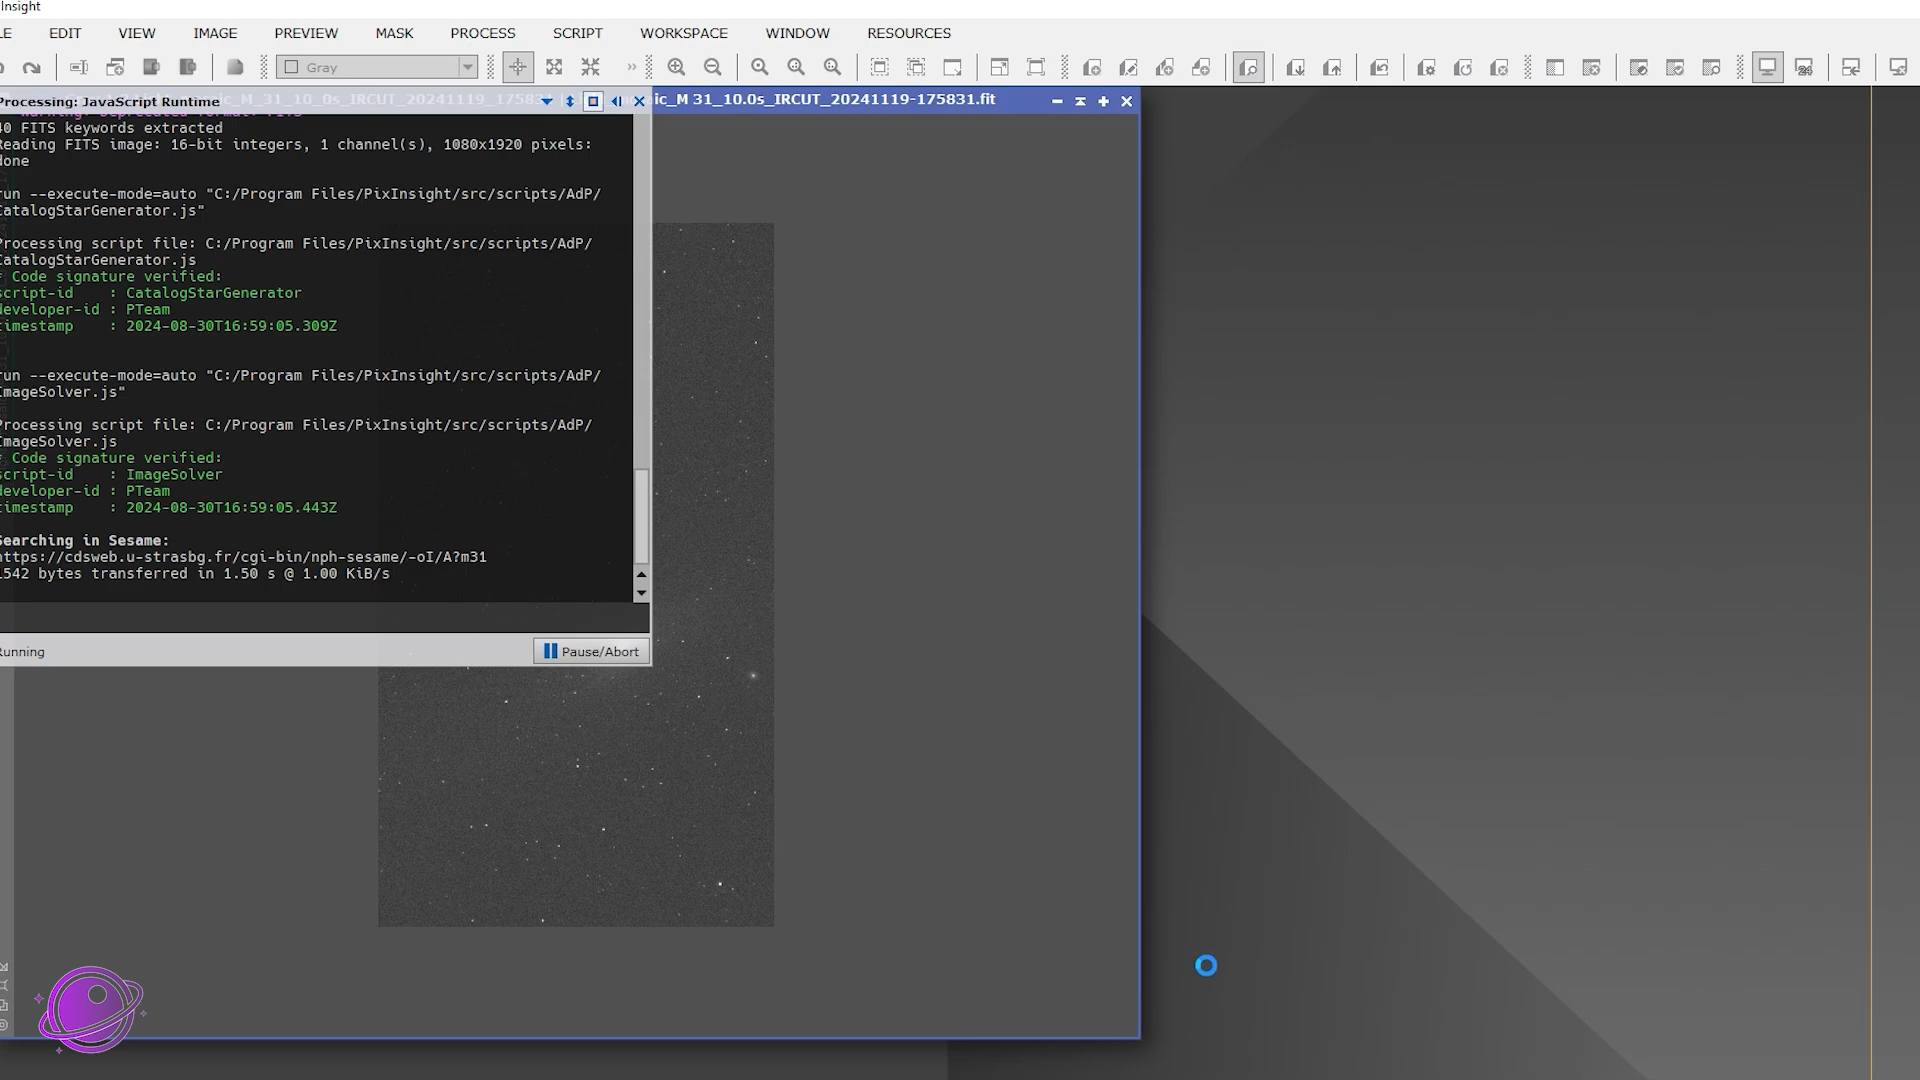 Insight
LE EDIT VIEW IMAGE PREVIEW MASK PROCESS SCRIPT WORKSPACE WINDOW RESOURCES
Gray
Processing: JavaScript Runtime
ic_M 31_10.0s_IRCUT_20241119-175831.fit
40 FITS keywords extracted
Reading FITS image: 16-bit integers, 1 channel(s), 1080x1920 pixels:
done
run --execute-mode=auto "C:/Program Files/PixInsight/src/scripts/AdP/
CatalogStarGenerator.js"
Processing script file: C:/Program Files/PixInsight/src/scripts/AdP/
CatalogStarGenerator.js
* Code signature verified:
script-id    : CatalogStarGenerator
developer-id : PTeam
timestamp    : 2024-08-30T16:59:05.309Z
run --execute-mode=auto "C:/Program Files/PixInsight/src/scripts/AdP/
ImageSolver.js"
Processing script file: C:/Program Files/PixInsight/src/scripts/AdP/
ImageSolver.js
* Code signature verified:
script-id    : ImageSolver
developer-id : PTeam
timestamp    : 2024-08-30T16:59:05.443Z
Searching in Sesame:
https://cdsweb.u-strasbg.fr/cgi-bin/nph-sesame/-oI/A?m31
1542 bytes transferred in 1.50 s @ 1.00 KiB/s
Running
Pause/Abort